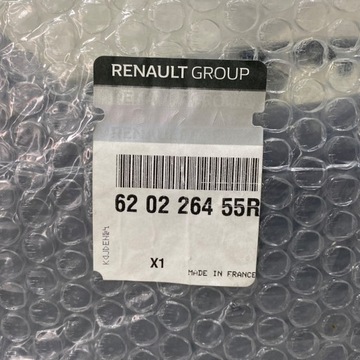 RENAULT GROUP
62 02 264 55R
X1
MADE IN FRANCE